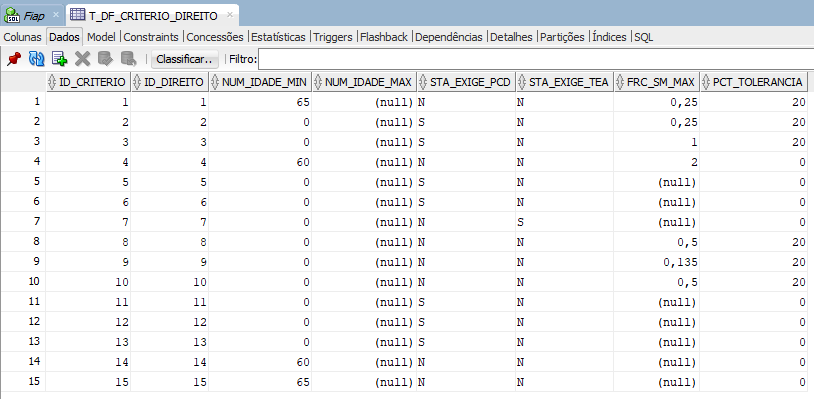 Fiap × T_DF_CRITERIO_DIREITO ×
Colunas Dados Model Constraints Concessões Estatísticas Triggers Flashback Dependências Detalhes Partições Índices SQL
Classificar.. Filtro:
ID_CRITERIO ID_DIREITO NUM_IDADE_MIN NUM_IDADE_MAX STA_EXIGE_PCD STA_EXIGE_TEA FRC_SM_MAX PCT_TOLERANCIA
1 1 1 65 (null) N N 0,25 20
2 2 2 0 (null) S N 0,25 20
3 3 3 0 (null) S N 1 20
4 4 4 60 (null) N N 2 0
5 5 5 0 (null) S N (null) 0
6 6 6 0 (null) S N (null) 0
7 7 7 0 (null) N S (null) 0
8 8 8 0 (null) N N 0,5 20
9 9 9 0 (null) N N 0,135 20
10 10 10 0 (null) N N 0,5 20
11 11 11 0 (null) S N (null) 0
12 12 12 0 (null) S N (null) 0
13 13 13 0 (null) S N (null) 0
14 14 14 60 (null) N N (null) 0
15 15 15 65 (null) N N (null) 0